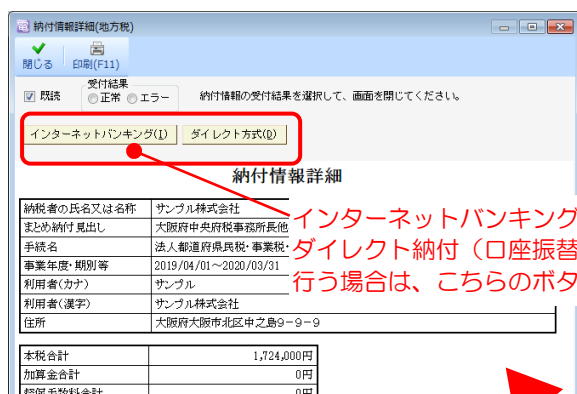 納付情報詳細(地方税)
閉じる 印刷(F11)
受付結果
既読 正常 エラー 納付情報の受付結果を選択して、画面を閉じてください。
インターネットバンキング(I) ダイレクト方式(D)
納付情報詳細
納税者の氏名又は名称 サンプル株式会社
まとめ納付見出し 大阪府中央府税事務所長他
手続名 法人都道府県民税・事業税・
事業年度・期別等 2019/04/01～2020/03/31
利用者(カナ) サンプル
利用者(漢字) サンプル株式会社
住所 大阪府大阪市北区中之島9-9-9
インターネットバンキング
ダイレクト納付（口座振替
行う場合は、こちらのボタ
本税合計 1,724,000円
加算金合計 0円
督促手数料合計 0円